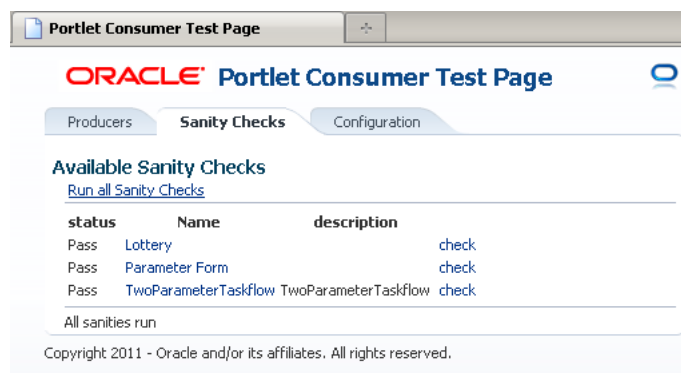 Portlet Consumer Test Page
ORACLE Portlet Consumer Test Page
Producers Sanity Checks Configuration
Available Sanity Checks
Run all Sanity Checks
status Name description
Pass Lottery check
Pass Parameter Form check
Pass TwoParameterTaskflow TwoParameterTaskflow check
All sanities run
Copyright 2011 - Oracle and/or its affiliates. All rights reserved.